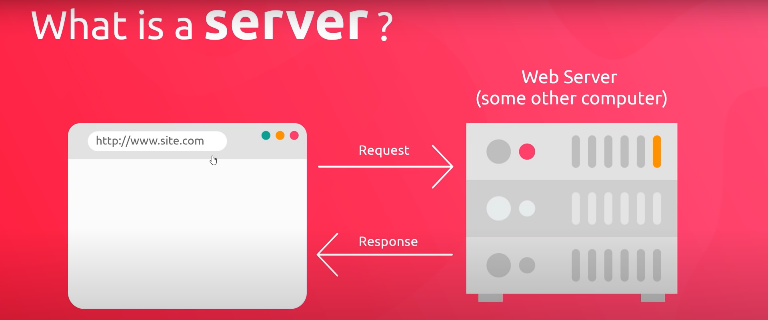 What is a server ?
Web Server
(some other computer)
http://www.site.com
Request
Response